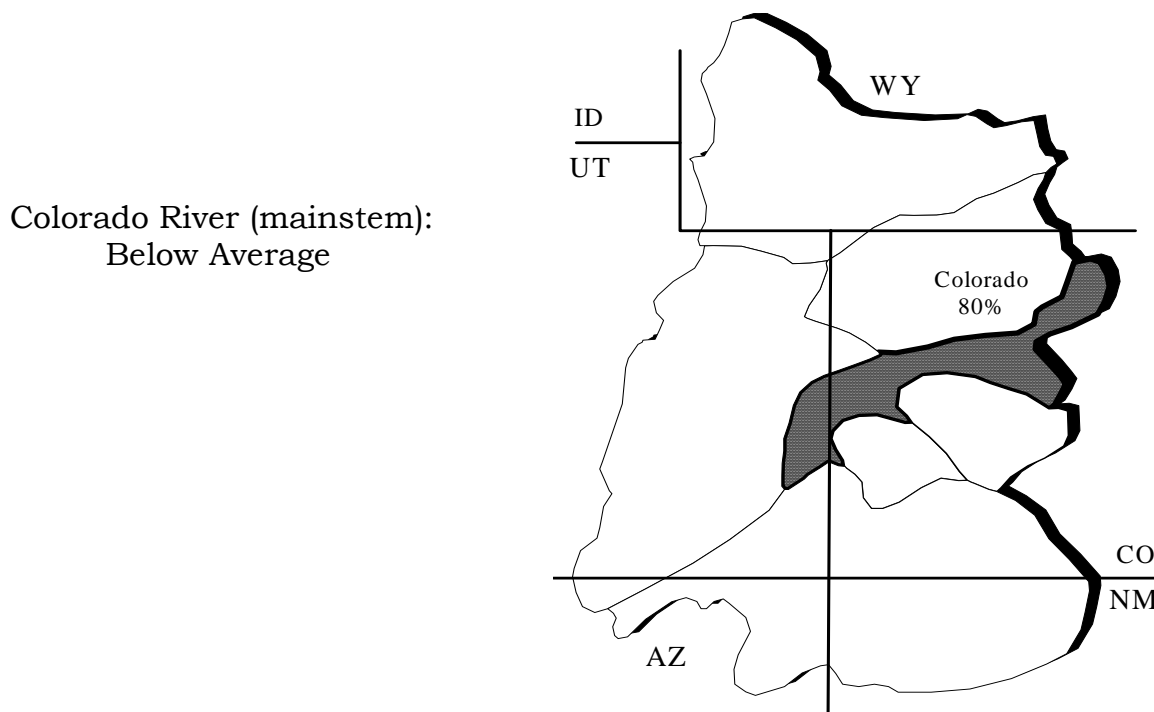 WY
ID
UT
Colorado River (mainstem):
Below Average
Colorado
80%
CO
NM
AZ